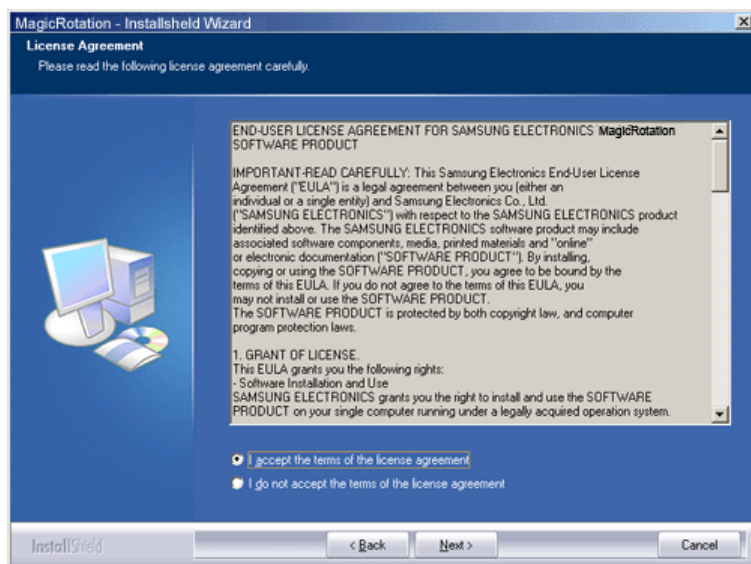 MagicRotation - Installsheld Wizard
License Agreement
Please read the following license agreement carefully.
END-USER LICENSE AGREEMENT FOR SAMSUNG ELECTRONICS MagicRotation
SOFTWARE PRODUCT
IMPORTANT-READ CAREFULLY: This Samsung Electronics End-User License
Agreement ("EULA") is a legal agreement between you (either an
individual or a single entity) and Samsung Electronics Co., Ltd.
("SAMSUNG ELECTRONICS") with respect to the SAMSUNG ELECTRONICS product
identified above. The SAMSUNG ELECTRONICS software product may include
associated software components, media, printed materials and "online"
or electronic documentation ("SOFTWARE PRODUCT"). By installing,
copying or using the SOFTWARE PRODUCT, you agree to be bound by the
terms of this EULA. If you do not agree to the terms of this EULA, you
may not install or use the SOFTWARE PRODUCT.
The SOFTWARE PRODUCT is protected by both copyright law, and computer
program protection laws.
1. GRANT OF LICENSE.
This EULA grants you the following rights:
- Software Installation and Use
SAMSUNG ELECTRONICS grants you the right to install and use the SOFTWARE
PRODUCT on your single computer running under a legally acquired operation system.
I accept the terms of the license agreement
I do not accept the terms of the license agreement
InstallShield
< Back
Next >
Cancel